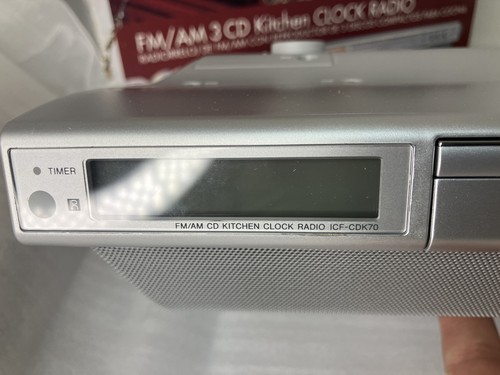 FM/AM 3 CD Kitchen CLOCK RADIO
TIMER
R
FM/AM CD KITCHEN CLOCK RADIO ICF-CDK70